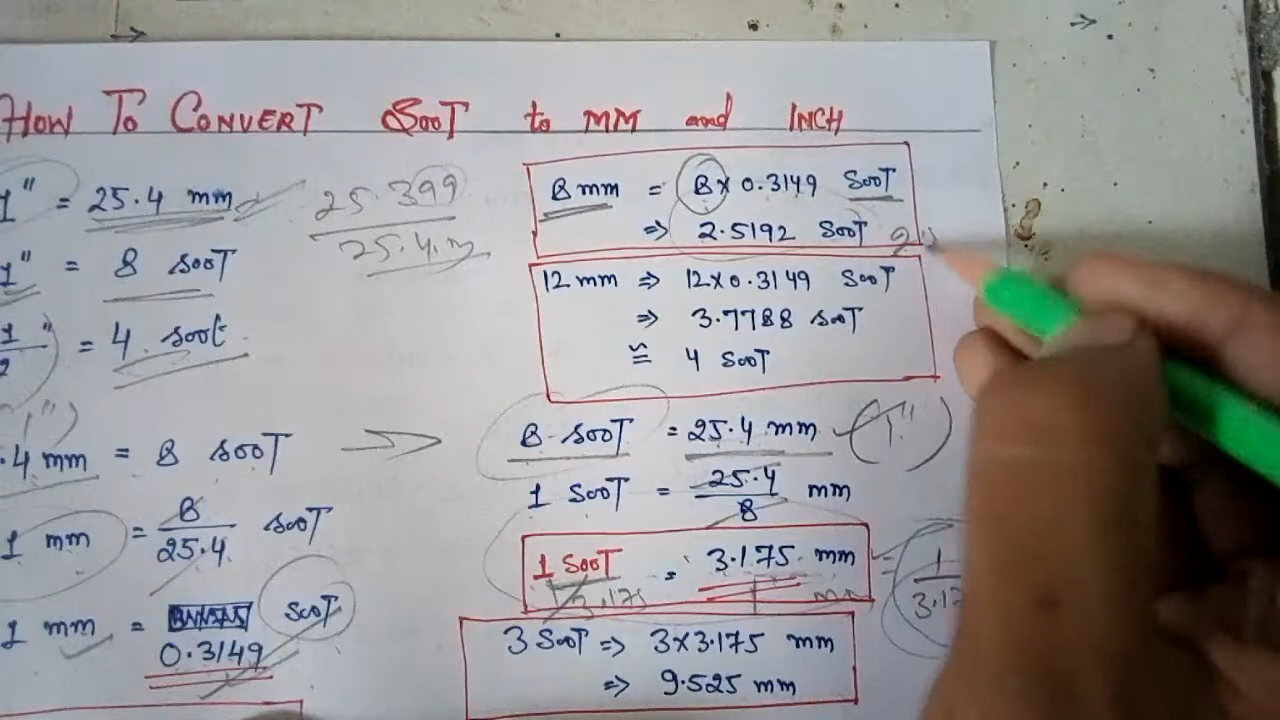 HOW TO CONVERT SOOT to MM and INCH
1" = 25.4 mm
25.399
25.4.
1" = 8 SOOT
1/2" = 4 soot
.4 mm = 8 SOOT
1 mm = 8/25.4 SOOT
1 mm = SOOT
0.3149
8 mm = 8 × 0.3149 SOOT
⇒ 2.5192 SOOT
12 mm ⇒ 12×0.3149 SOOT
⇒ 3.7788 SOOT
≅ 4 SOOT
8 SOOT = 25.4 mm (1")
1 SOOT = 25.4/8 mm
1 SOOT = 3.175 mm
3.175
3 SOOT ⇒ 3×3.175 mm
⇒ 9.525 mm